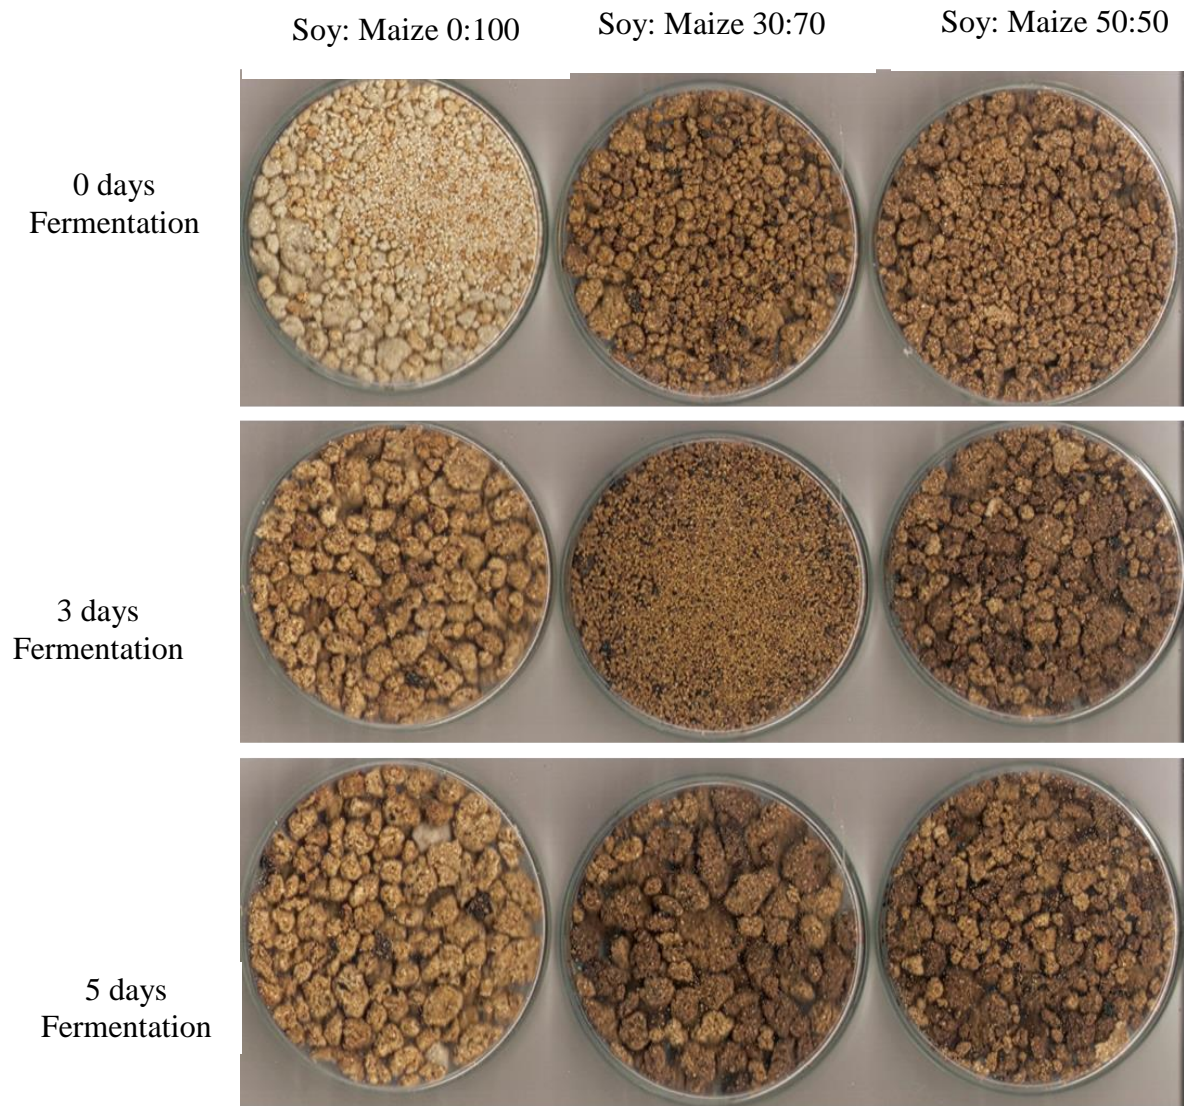 Soy: Maize 0:100
Soy: Maize 30:70
Soy: Maize 50:50
0 days
Fermentation
3 days
Fermentation
5 days
Fermentation